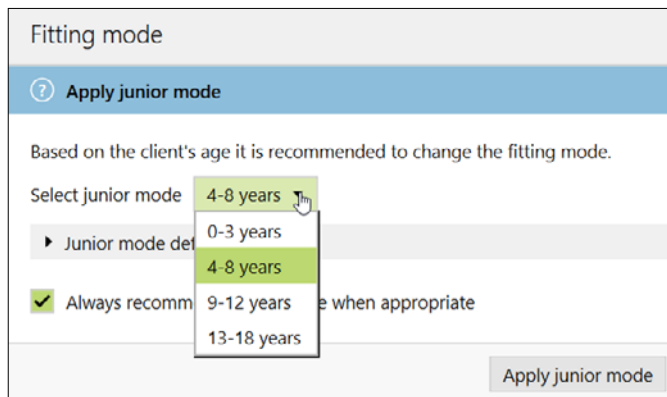 Fitting mode
? Apply junior mode
Based on the client's age it is recommended to change the fitting mode.
Select junior mode 4-8 years
0-3 years
Junior mode
4-8 years
9-12 years
Always when appropriate
13-18 years
Apply junior mode